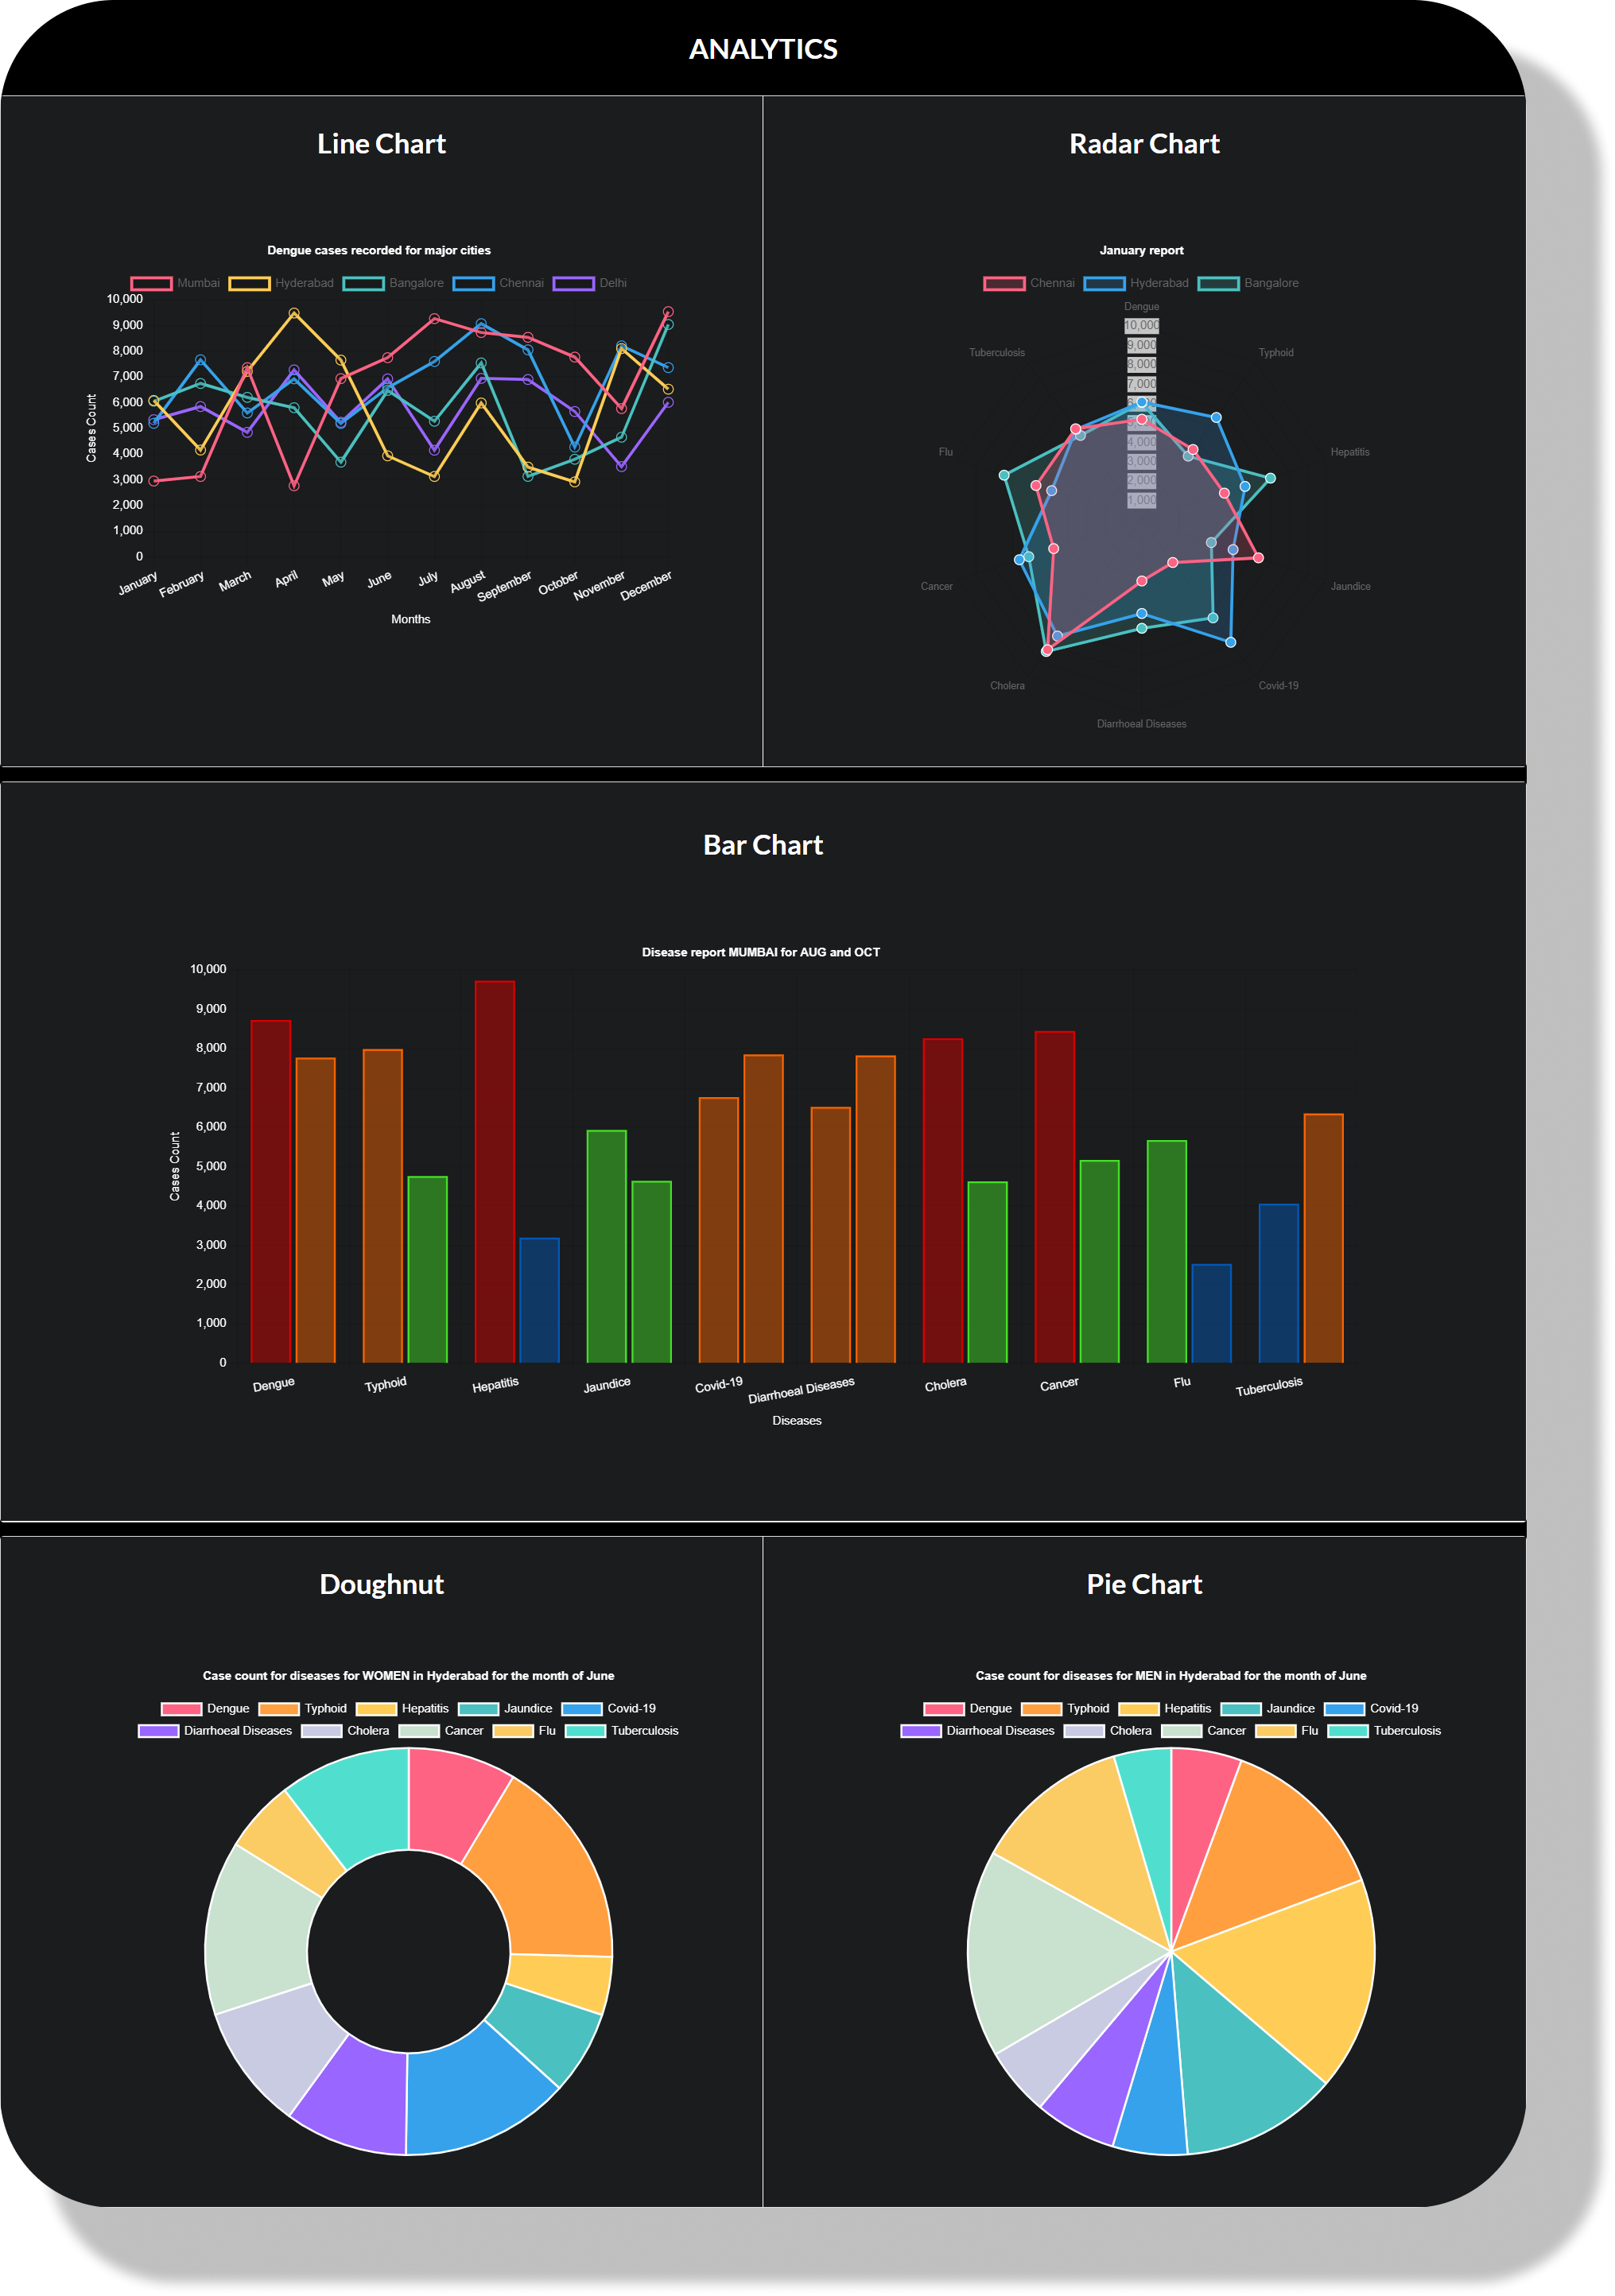 ANALYTICS
Line Chart
Dengue cases recorded for major cities
Mumbai Hyderabad Bangalore Chennai Delhi
10,000
9,000
8,000
7,000
6,000
5,000
4,000
3,000
2,000
1,000
0
Cases Count
January February March April May June July August September October November December
Months
Radar Chart
January report
Chennai Hyderabad Bangalore
Dengue
10,000
9,000
8,000
7,000
4,000
3,000
2,000
1,000
Tuberculosis Typhoid
Flu Hepatitis
Cancer Jaundice
Cholera Covid-19
Diarrhoeal Diseases
Bar Chart
Disease report MUMBAI for AUG and OCT
10,000
9,000
8,000
7,000
6,000
5,000
4,000
3,000
2,000
1,000
0
Cases Count
Dengue Typhoid Hepatitis Jaundice Covid-19 Diarrhoeal Diseases Cholera Cancer Flu Tuberculosis
Diseases
Doughnut
Case count for diseases for WOMEN in Hyderabad for the month of June
Dengue Typhoid Hepatitis Jaundice Covid-19
Diarrhoeal Diseases Cholera Cancer Flu Tuberculosis
Pie Chart
Case count for diseases for MEN in Hyderabad for the month of June
Dengue Typhoid Hepatitis Jaundice Covid-19
Diarrhoeal Diseases Cholera Cancer Flu Tuberculosis